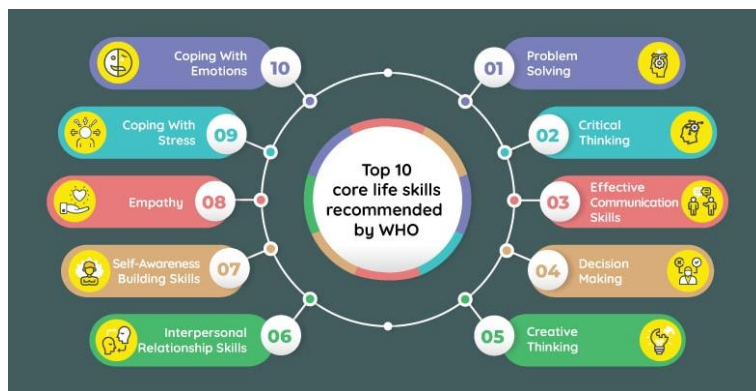 Top 10
core life skills
recommended
by WHO
01
Problem
Solving
02
Critical
Thinking
03
Effective
Communication
Skills
04
Decision
Making
05
Creative
Thinking
Interpersonal
Relationship Skills
06
Self-Awareness
Building Skills
07
Empathy
08
Coping With
Stress
09
Coping With
Emotions
10